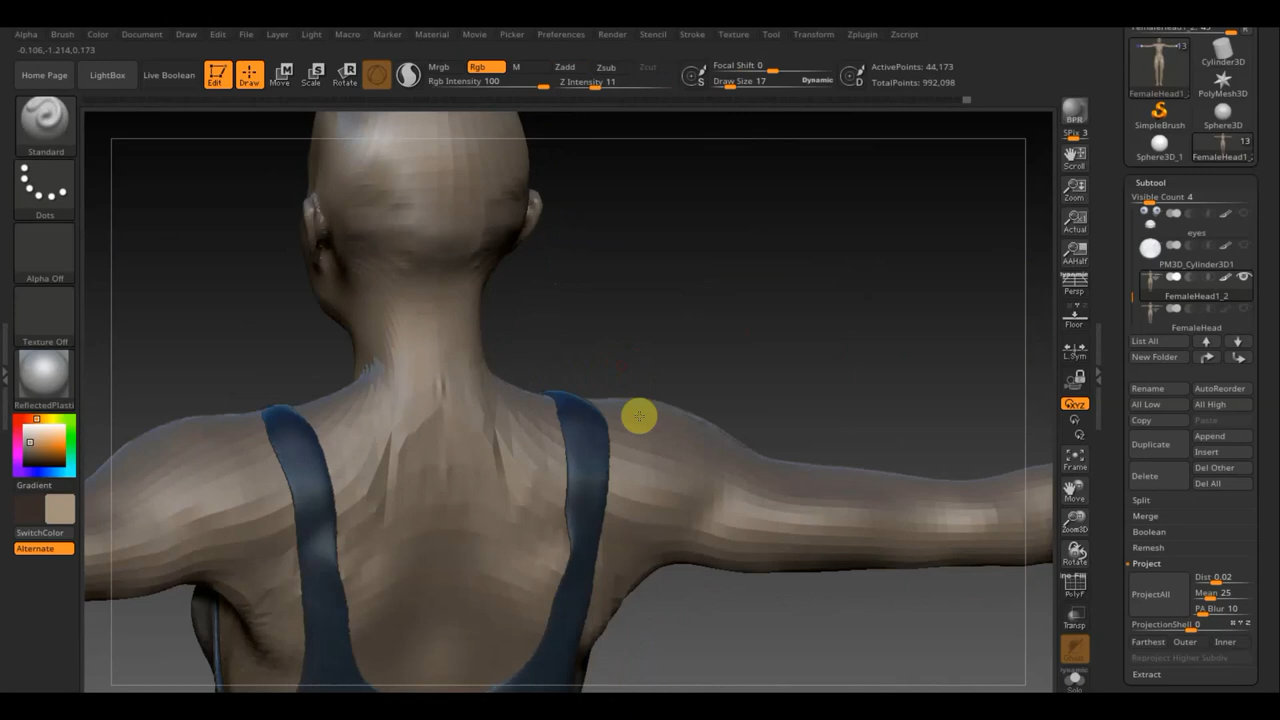 Alpha Brush Color Document Draw Edit File Layer Light Macro Marker Material Movie Picker Preferences Render Stencil Stroke Texture Tool Transform Zplugin Zscript
-0.106,-1.214,0.173
Home Page LightBox Live Boolean Edit Draw Move Scale Rotate
Mrgb Rgb M Zadd Zsub Zcut
Rgb Intensity 100 Z Intensity 11
Focal Shift 0
Draw Size 17 Dynamic
ActivePoints: 44,173
TotalPoints: 992,098
Standard
Dots
Alpha Off
Texture Off
ReflectedPlasti
Gradient
SwitchColor
Alternate
BPR
SPix 3
Scroll
Zoom
Actual
AAHalf
Persp
Floor
L.Sym
XYZ
Frame
Move
Zoom3D
Rotate
PolyF
Transp
Ghost
Solo
13
FemaleHead1_
Cylinder3D
PolyMesh3D
SimpleBrush Sphere3D
Sphere3D_1
13
FemaleHead1_
Subtool
Visible Count 4
eyes
PM3D_Cylinder3D1
FemaleHead1_2
FemaleHead
List All
New Folder
Rename AutoReorder
All Low All High
Copy Paste
Duplicate Append
Insert
Delete Del Other
Del All
Split
Merge
Boolean
Remesh
Project
ProjectAll Dist 0.02
Mean 25
PA Blur 10
ProjectionShell 0
Farthest Outer Inner
Reproject Higher Subdiv
Extract